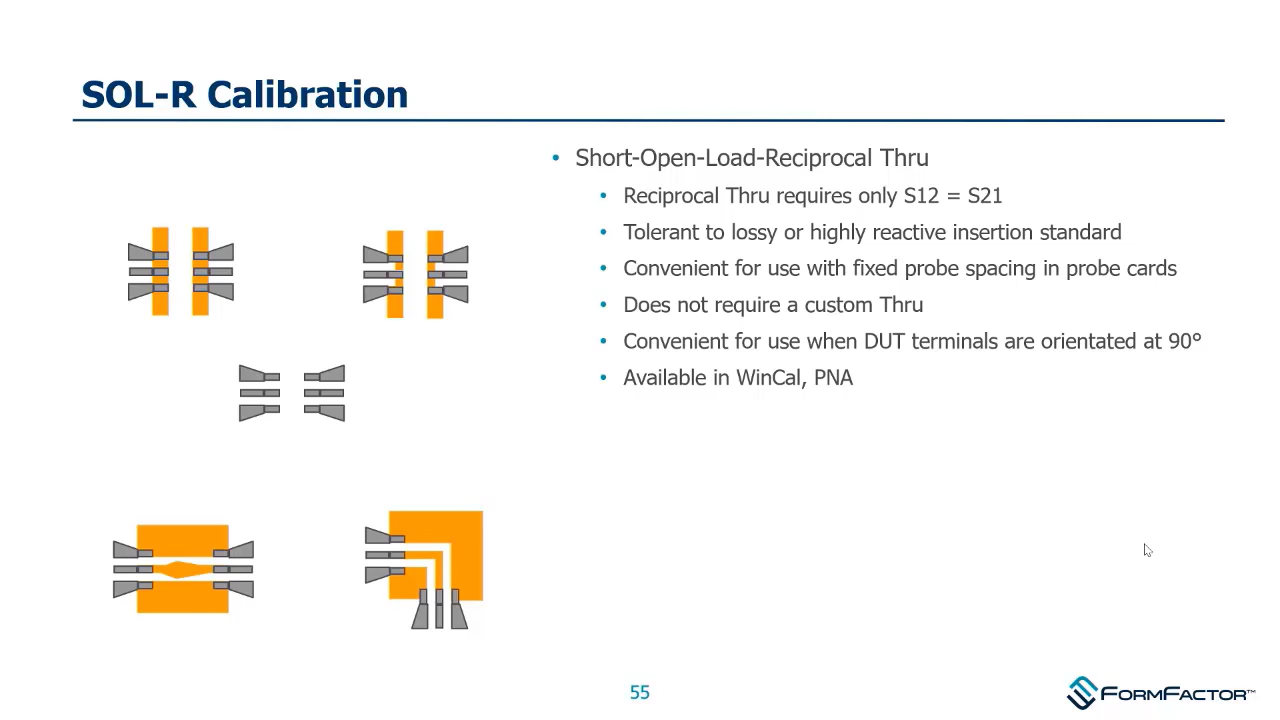 SOL-R Calibration
• Short-Open-Load-Reciprocal Thru
• Reciprocal Thru requires only S12 = S21
• Tolerant to lossy or highly reactive insertion standard
• Convenient for use with fixed probe spacing in probe cards
• Does not require a custom Thru
• Convenient for use when DUT terminals are orientated at 90°
• Available in WinCal, PNA
55
FORMFACTOR™